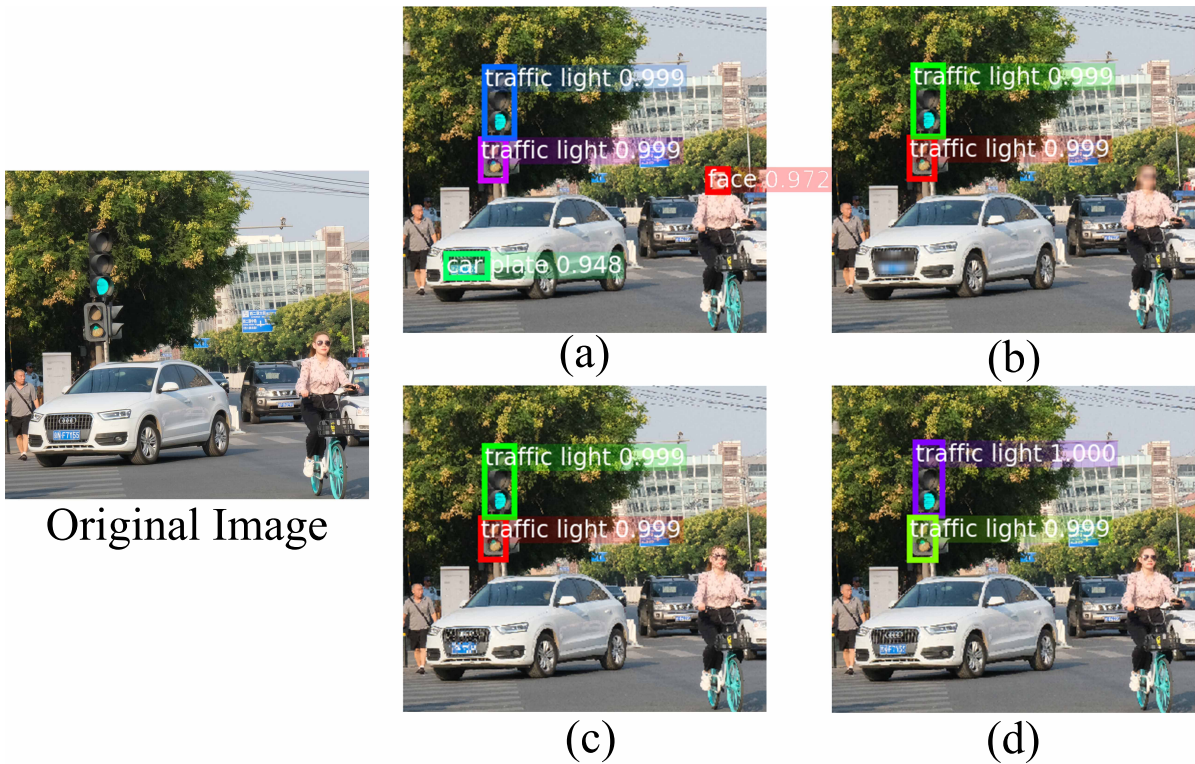 traffic light 0.999
traffic light 0.999
face 0.972
car plate 0.948
(a)
traffic light 0.999
traffic light 0.999
(b)
Original Image
traffic light 0.999
traffic light 0.999
(c)
traffic light 1.000
traffic light 0.999
(d)